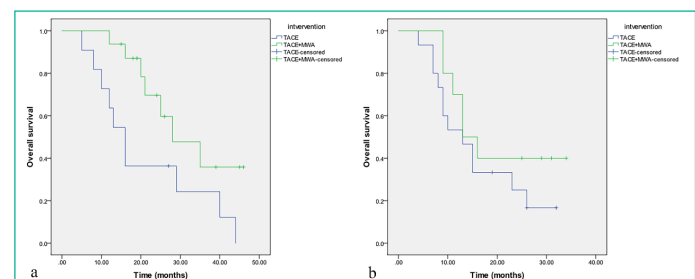 intvervention
TACE
TACE+MWA
TACE-censored
TACE+MWA-censored
Overall survival
1.0
0.8
0.6
0.4
0.2
0.0
.00
10.00
20.00
30.00
40.00
50.00
Time (months)
a
intvervention
TACE
TACE+MWA
TACE-censored
TACE+MWA-censored
Overall survival
1.0
0.8
0.6
0.4
0.2
0.0
.00
10.00
20.00
30.00
40.00
Time (months)
b